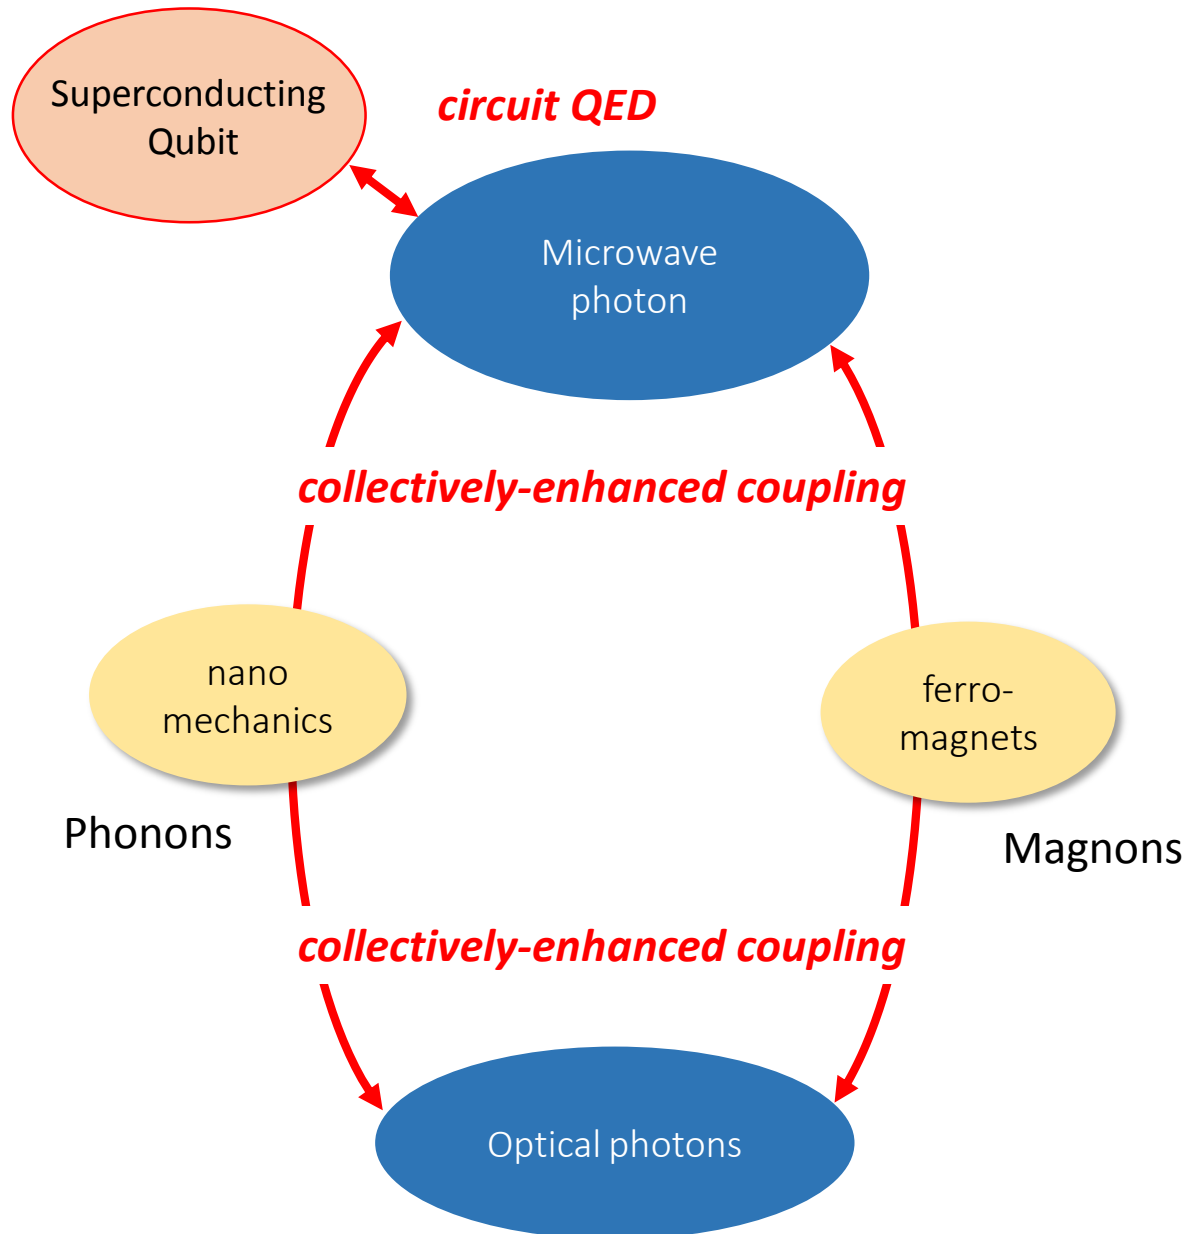 Superconducting
Qubit
circuit QED
Microwave
photon
collectively-enhanced coupling
nano
mechanics
ferro-
magnets
Phonons
Magnons
collectively-enhanced coupling
Optical photons